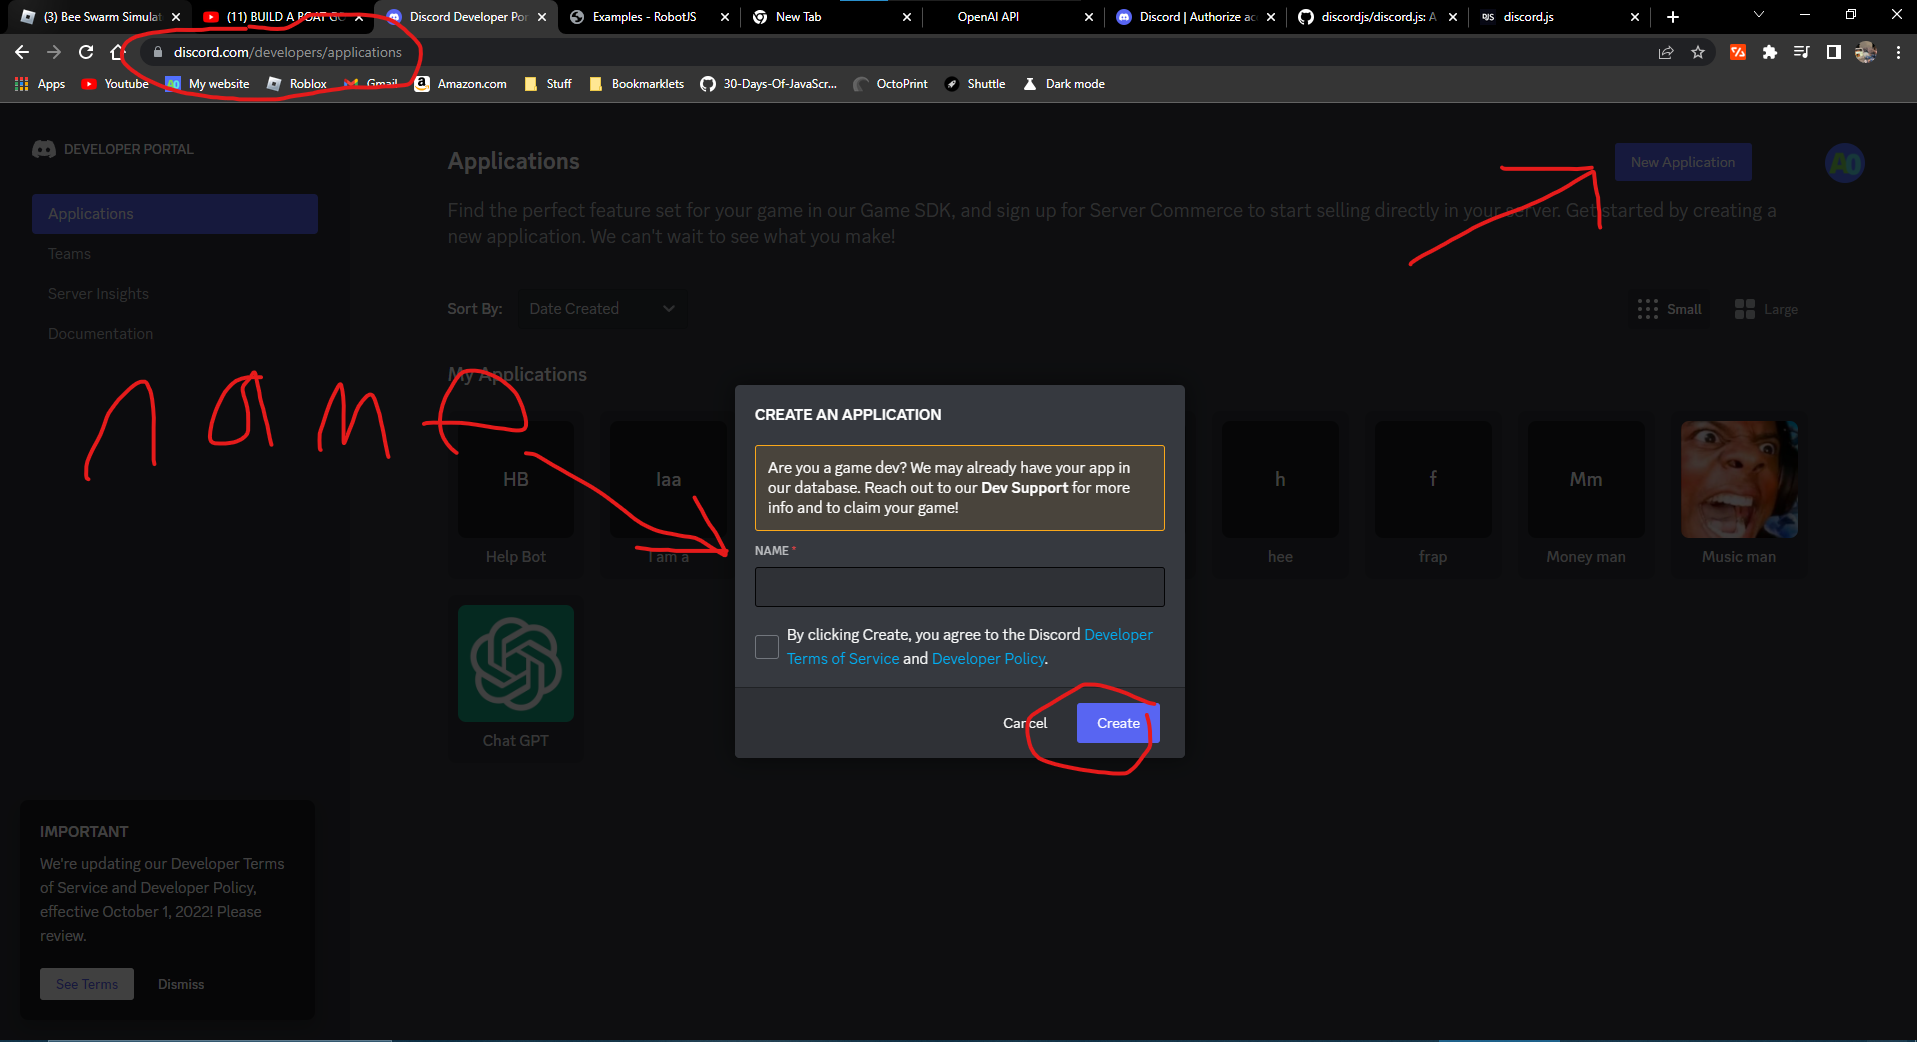 (3) Bee Swarm Simulat
(11) BUILD A BOAT GO
Discord Developer Por
Examples - RobotJS
New Tab
OpenAI API
Discord | Authorize ac
discordjs/discord.js: A
DJS discord.js
discord.com/developers/applications
Apps
Youtube
A0 My website
Roblox
Gmail
Amazon.com
Stuff
Bookmarklets
30-Days-Of-JavaScr...
OctoPrint
Shuttle
Dark mode
DEVELOPER PORTAL
Applications
Teams
Server Insights
Documentation
Applications
New Application
A0
Find the perfect feature set for your game in our Game SDK, and sign up for Server Commerce to start selling directly in your server. Get started by creating a
new application. We can't wait to see what you make!
Sort By: Date Created
Small
Large
My Applications
name
HB
Help Bot
Iaa
I am a
h
hee
f
frap
Mm
Money man
Music man
Chat GPT
CREATE AN APPLICATION
Are you a game dev? We may already have your app in
our database. Reach out to our Dev Support for more
info and to claim your game!
NAME *
By clicking Create, you agree to the Discord Developer
Terms of Service and Developer Policy.
Cancel
Create
IMPORTANT
We're updating our Developer Terms
of Service and Developer Policy,
effective October 1, 2022! Please
review.
See Terms
Dismiss